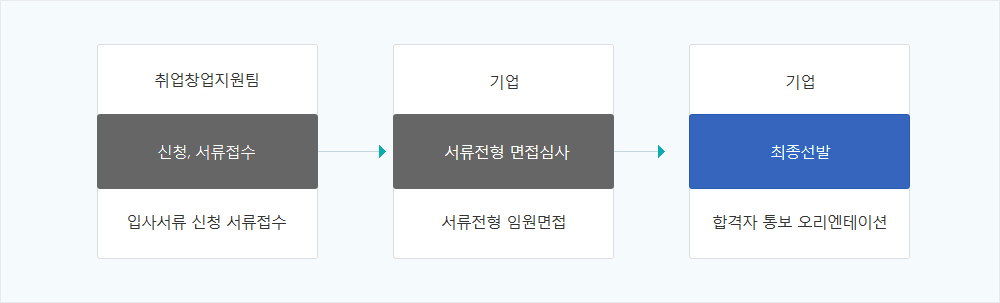 취업창업지원팀
신청, 서류접수
입사서류 신청 서류접수
기업
서류전형 면접심사
서류전형 임원면접
기업
최종선발
합격자 통보 오리엔테이션